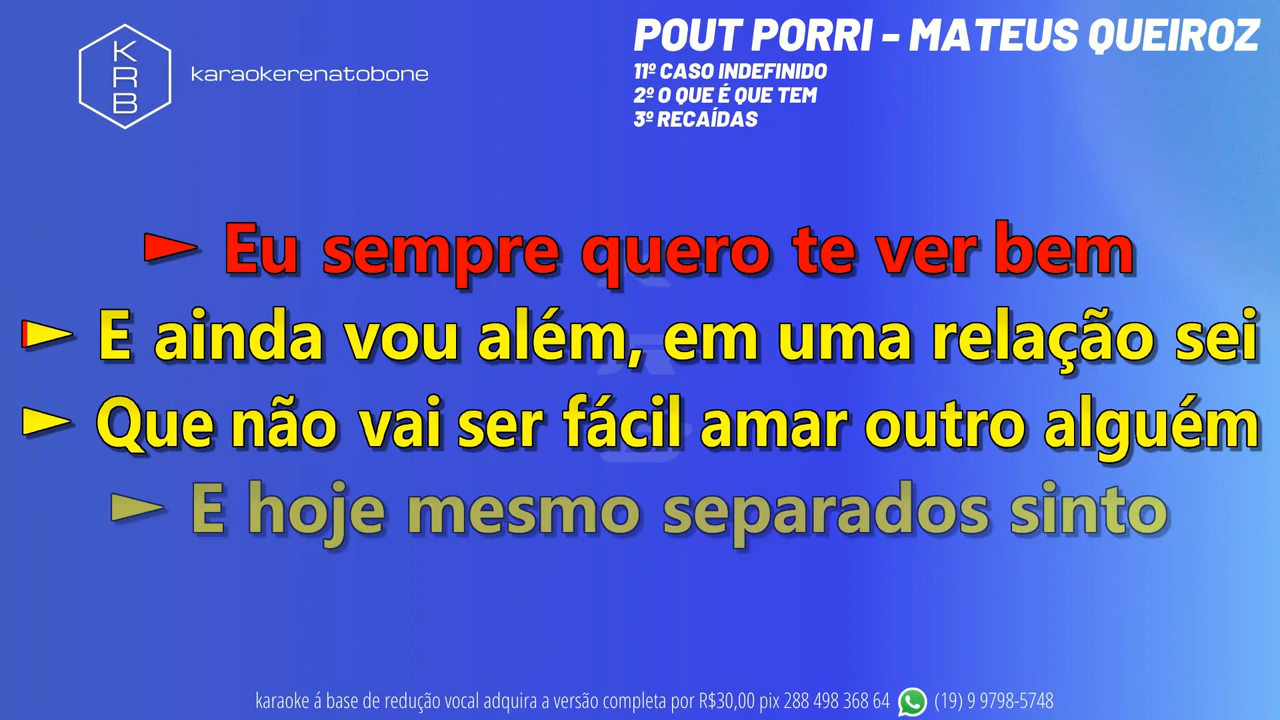 KRB
karaokerenatobone
POUT PORRI - MATEUS QUEIROZ
11º CASO INDEFINIDO
2º O QUE É QUE TEM
3º RECAÍDAS
► Eu sempre quero te ver bem
► E ainda vou além, em uma relação sei
► Que não vai ser fácil amar outro alguém
► E hoje mesmo separados sinto
karaoke á base de redução vocal adquira a versão completa por R$30,00 pix 288 498 368 64 (19) 9 9798-5748